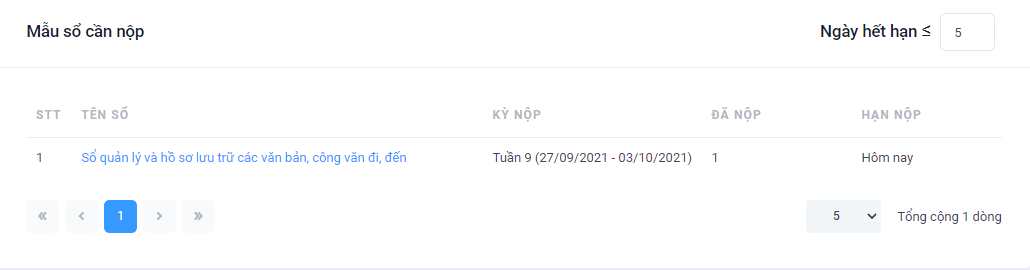 Mẫu sổ cần nộp Ngày hết hạn ≤ 5
STT TÊN SỔ KỲ NỘP ĐÃ NỘP HẠN NỘP
1 Sổ quản lý và hồ sơ lưu trữ các văn bản, công văn đi, đến Tuần 9 (27/09/2021 - 03/10/2021) 1 Hôm nay
« ‹ 1 › » 5 Tổng cộng 1 dòng